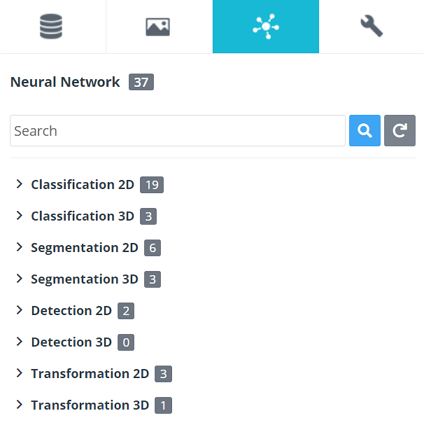 Neural Network 37
Search
Classification 2D 19
Classification 3D 3
Segmentation 2D 6
Segmentation 3D 3
Detection 2D 2
Detection 3D 0
Transformation 2D 3
Transformation 3D 1